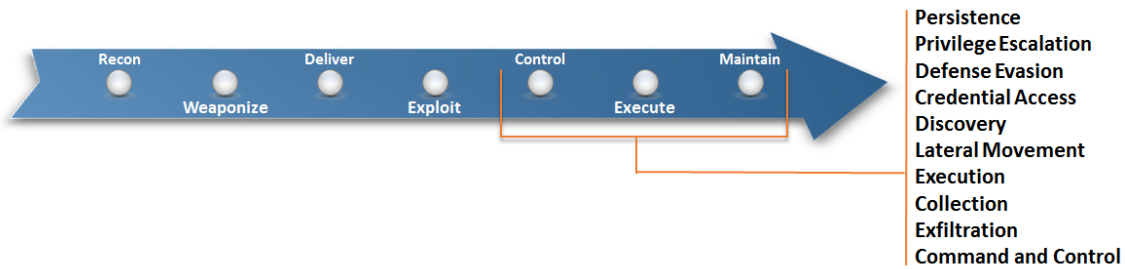 Recon
Weaponize
Deliver
Exploit
Control
Execute
Maintain
Persistence
Privilege Escalation
Defense Evasion
Credential Access
Discovery
Lateral Movement
Execution
Collection
Exfiltration
Command and Control